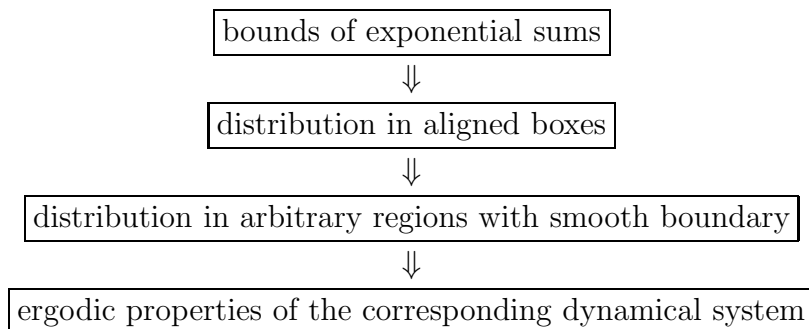 bounds of exponential sums
⇓
distribution in aligned boxes
⇓
distribution in arbitrary regions with smooth boundary
⇓
ergodic properties of the corresponding dynamical system